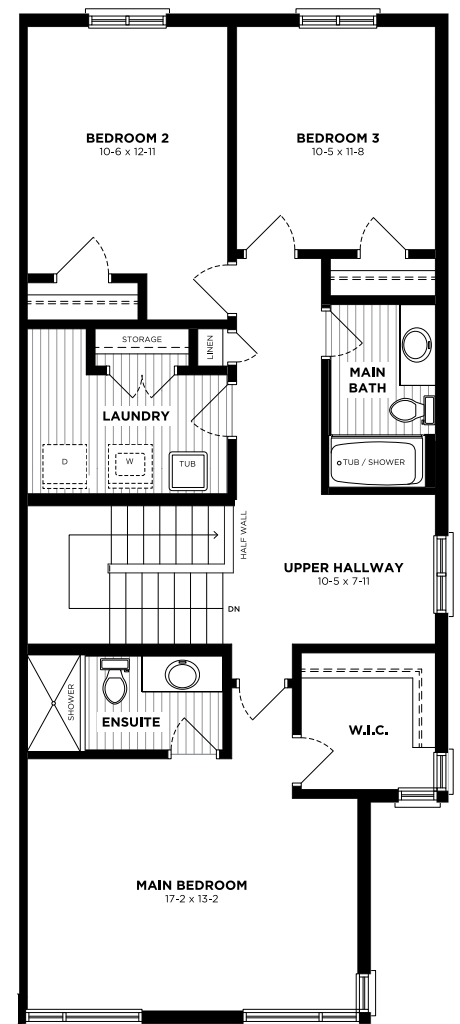 BEDROOM 2
10-6 x 12-11
BEDROOM 3
10-5 x 11-8
STORAGE
LINEN
MAIN
BATH
LAUNDRY
D
W
TUB
TUB / SHOWER
HALF WALL
UPPER HALLWAY
10-5 x 7-11
DN
SHOWER
ENSUITE
W.I.C.
MAIN BEDROOM
17-2 x 13-2